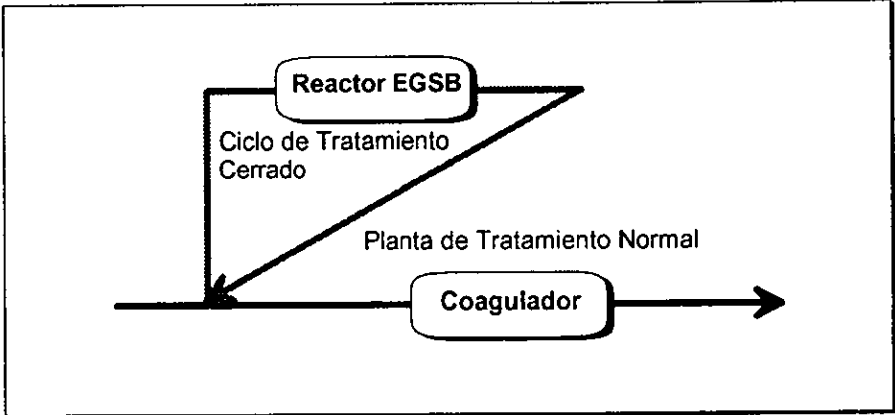 Reactor EGSB
Ciclo de Tratamiento
Cerrado
Planta de Tratamiento Normal
Coagulador